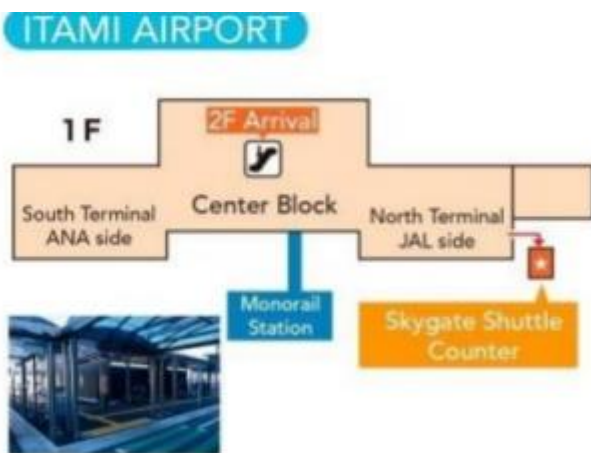 ITAMI AIRPORT
1F
2F Arrival
Center Block
South Terminal
ANA side
North Terminal
JAL side
Monorail
Station
Skygate Shuttle
Counter